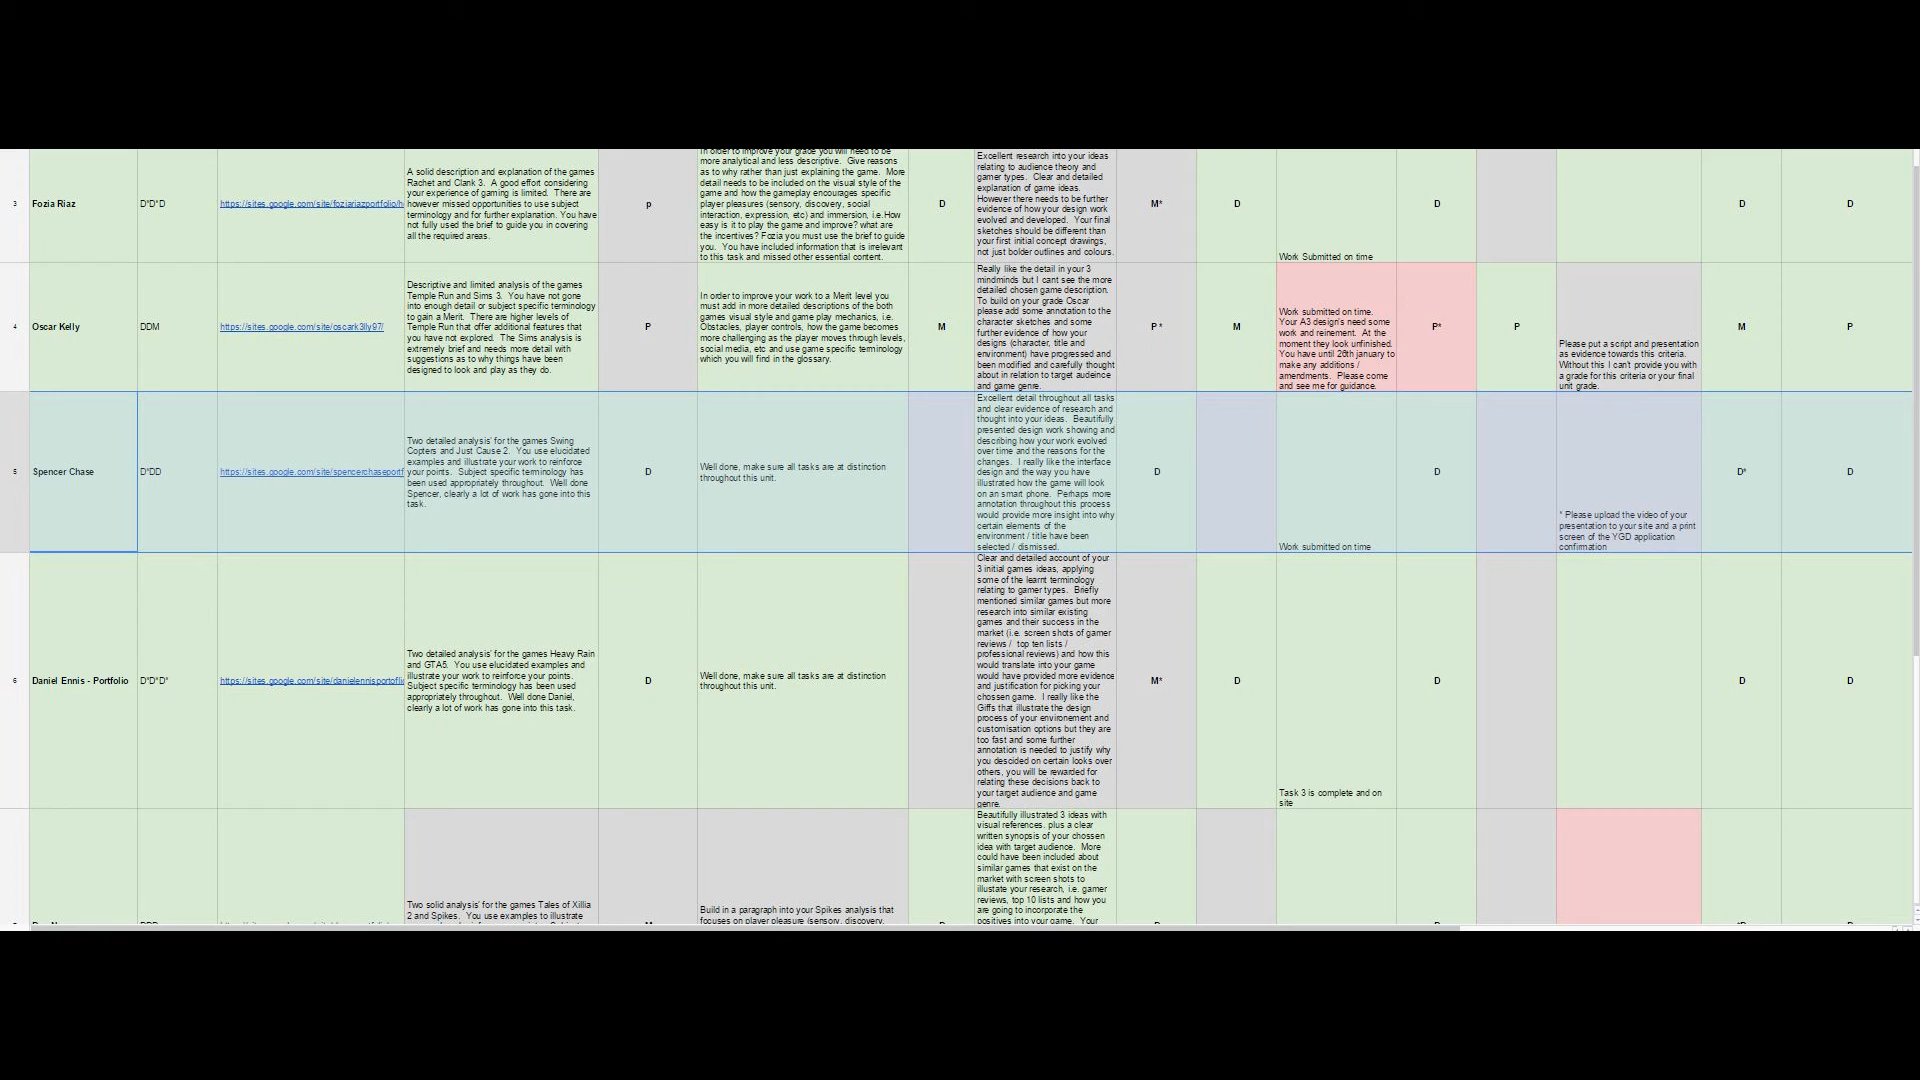 3
Fozia Riaz
D*D*D
https://sites.google.com/site/foziariazportfolio/h
A solid description and explanation of the games
Rachet and Clank 3. A good effort considering
your experience of gaming is limited. There are
however missed opportunities to use subject
terminology and for further explanation. You have
not fully used the brief to guide you in covering
all the required areas.
p
In order to improve your grade you will need to be
more analytical and less descriptive. Give reasons
as to why rather than just explaining the game. More
detail needs to be included on the visual style of the
game and how the gameplay encourages specific
player pleasures (sensory, discovery, social
interaction, expression, etc) and immersion, i.e.How
easy is it to play the game and improve? what are
the incentives? Fozia you must use the brief to guide
you. You have included information that is irrelevant
to this task and missed other essential content.
D
Excellent research into your ideas
relating to audience theory and
gamer types. Clear and detailed
explanation of game ideas.
However there needs to be further
evidence of how your design work
evolved and developed. Your final
sketches should be different than
your first initial concept drawings,
not just bolder outlines and colours.
M*
D
Work Submitted on time
D
D
D
4
Oscar Kelly
DDM
https://sites.google.com/site/oscark3lly97/
Descriptive and limited analysis of the games
Temple Run and Sims 3. You have not gone
into enough detail or subject specific terminology
to gain a Merit. There are higher levels of
Temple Run that offer additional features that
you have not explored. The Sims analysis is
extremely brief and needs more detail with
suggestions as to why things have been
designed to look and play as they do.
P
In order to improve your work to a Merit level you
must add in more detailed descriptions of the both
games visual style and game play mechanics, i.e.
Obstacles, player controls, how the game becomes
more challenging as the player moves through levels,
social media, etc and use game specific terminology
which you will find in the glossary.
M
Really like the detail in your 3
mindminds but I cant see the more
detailed chosen game description.
To build on your grade Oscar
please add some annotation to the
character sketches and some
further evidence of how your
designs (character, title and
environment) have progressed and
been modified and carefully thought
about in relation to target audeince
and game genre.
P *
M
Work submitted on time.
Your A3 design's need some
work and reinement. At the
moment they look unfinished.
You have until 26th january to
make any additions /
amendments. Please come
and see me for guidance.
P*
P
Please put a script and presentation
as evidence towards this criteria.
Without this I can't provide you with
a grade for this criteria or your final
unit grade.
M
P
5
Spencer Chase
D*DD
https://sites.google.com/site/spencerchaseportf
Two detailed analysis' for the games Swing
Copters and Just Cause 2. You use elucidated
examples and illustrate your work to reinforce
your points. Subject specific terminology has
been used appropriately throughout. Well done
Spencer, clearly a lot of work has gone into this
task.
D
Well done, make sure all tasks are at distinction
throughout this unit.
Excellent detail throughout all tasks
and clear evidence of research and
thought into your ideas. Beautifully
presented design work showing and
describing how your work evolved
over time and the reasons for the
changes. I really like the interface
design and the way you have
illustrated how the game will look
on an smart phone. Perhaps more
annotation throughout this process
would provide more insight into why
certain elements of the
environment / title have been
selected / dismissed.
D
Work submitted on time
D
* Please upload the video of your
presentation to your site and a print
screen of the YGD application
confirmation
D*
D
6
Daniel Ennis - Portfolio
D*D*D*
https://sites.google.com/site/danielennisportoflio
Two detailed analysis' for the games Heavy Rain
and GTA5. You use elucidated examples and
illustrate your work to reinforce your points.
Subject specific terminology has been used
appropriately throughout. Well done Daniel,
clearly a lot of work has gone into this task.
D
Well done, make sure all tasks are at distinction
throughout this unit.
Clear and detailed account of your
3 initial games ideas, applying
some of the learnt terminology
relating to gamer types. Briefly
mentioned similar games but more
research into similar existing
games and their success in the
market (i.e. screen shots of gamer
reviews / top ten lists /
professional reviews) and how this
would translate into your game
would have provided more evidence
and justification for picking your
chossen game. I really like the
Giffs that illustrate the design
process of your environement and
customisation options but they are
too fast and some further
annotation is needed to justify why
you descided on certain looks over
others, you will be rewarded for
relating these decisions back to
your target audience and game
genre.
M*
D
Task 3 is complete and on
site
D
D
D
Two solid analysis' for the games Tales of Xillia
2 and Spikes. You use examples to illustrate
Build in a paragraph into your Spikes analysis that
focuses on player pleasure (sensory, discovery,
Beautifully illustrated 3 ideas with
visual references. plus a clear
written synopsis of your chossen
idea with target audience. More
could have been included about
similar games that exist on the
market with screen shots to
illustate your research, i.e. gamer
reviews, top 10 lists and how you
are going to incorporate the
positives into your game. Your